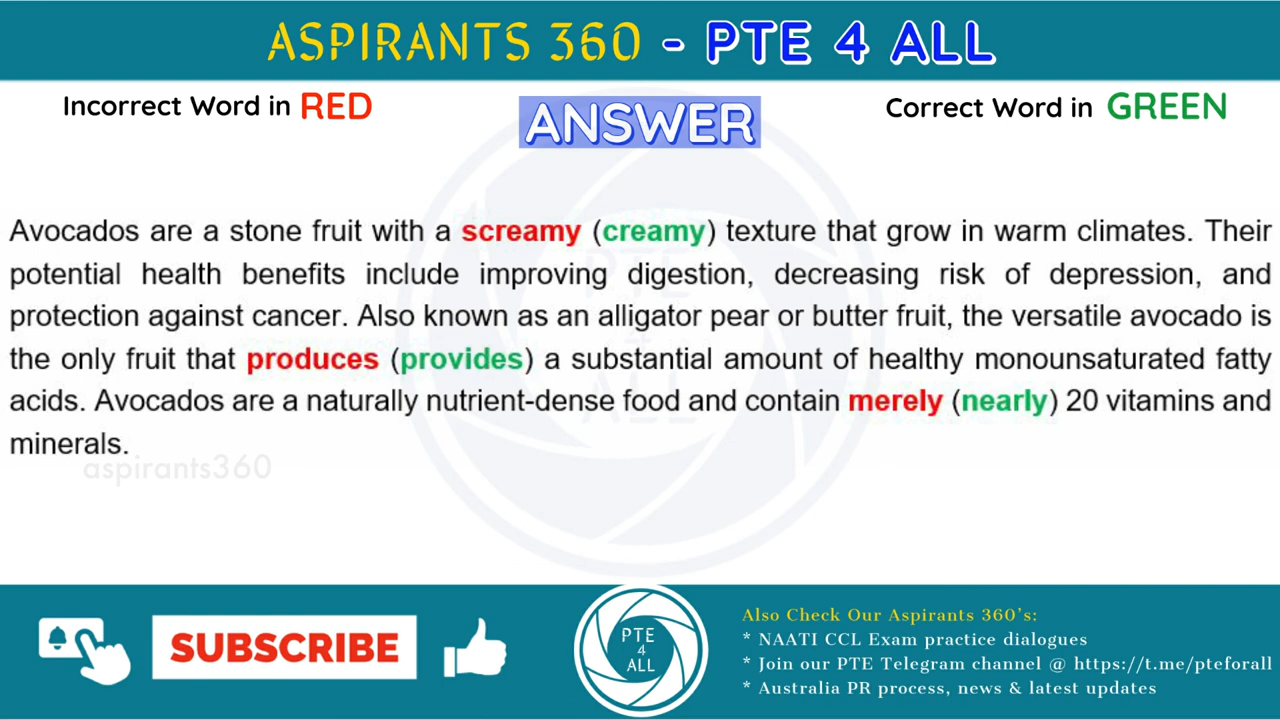 ASPIRANTS 360 - PTE 4 ALL
Incorrect Word in RED
ANSWER
Correct Word in GREEN
Avocados are a stone fruit with a screamy (creamy) texture that grow in warm climates. Their
potential health benefits include improving digestion, decreasing risk of depression, and
protection against cancer. Also known as an alligator pear or butter fruit, the versatile avocado is
the only fruit that produces (provides) a substantial amount of healthy monounsaturated fatty
acids. Avocados are a naturally nutrient-dense food and contain merely (nearly) 20 vitamins and
minerals.
aspirants360
PTE
4
ALL
SUBSCRIBE
PTE
4
ALL
Also Check Our Aspirants 360's:
* NAATI CCL Exam practice dialogues
* Join our PTE Telegram channel @ https://t.me/pteforall
* Australia PR process, news & latest updates